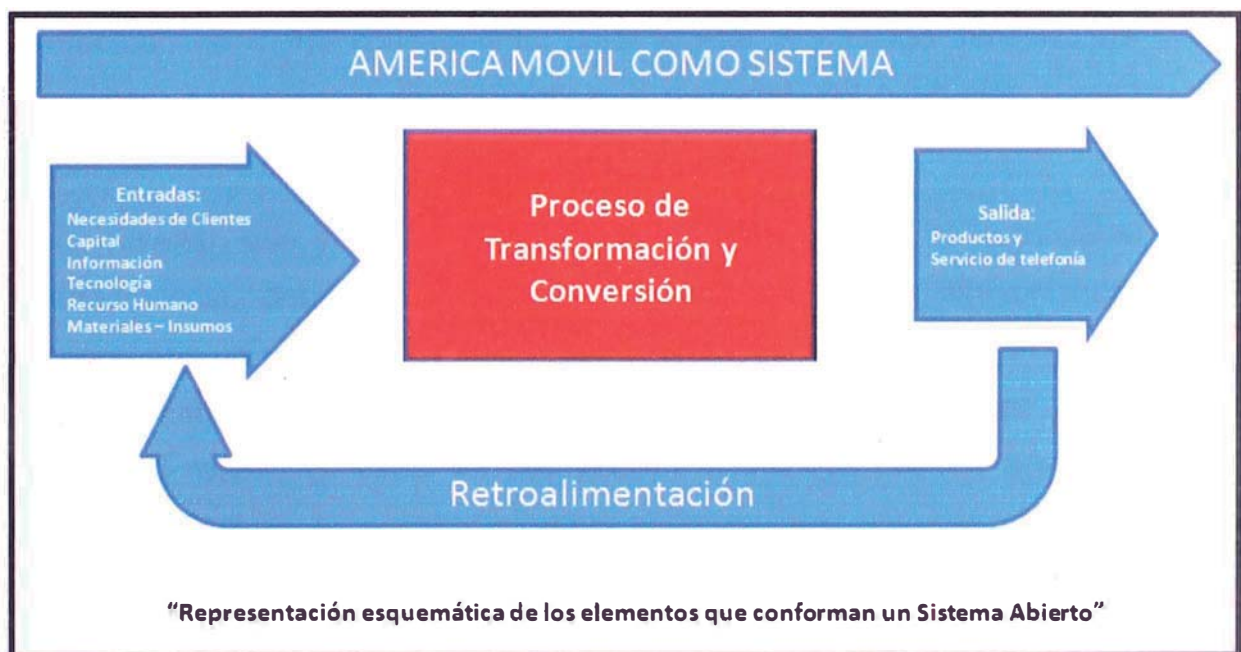 AMERICA MOVIL COMO SISTEMA
Entradas:
Necesidades de Clientes
Capital
Información
Tecnología
Recurso Humano
Materiales – Insumos
Proceso de
Transformación y
Conversión
Salida:
Productos y
Servicio de telefonía
Retroalimentación
“Representación esquemática de los elementos que conforman un Sistema Abierto”